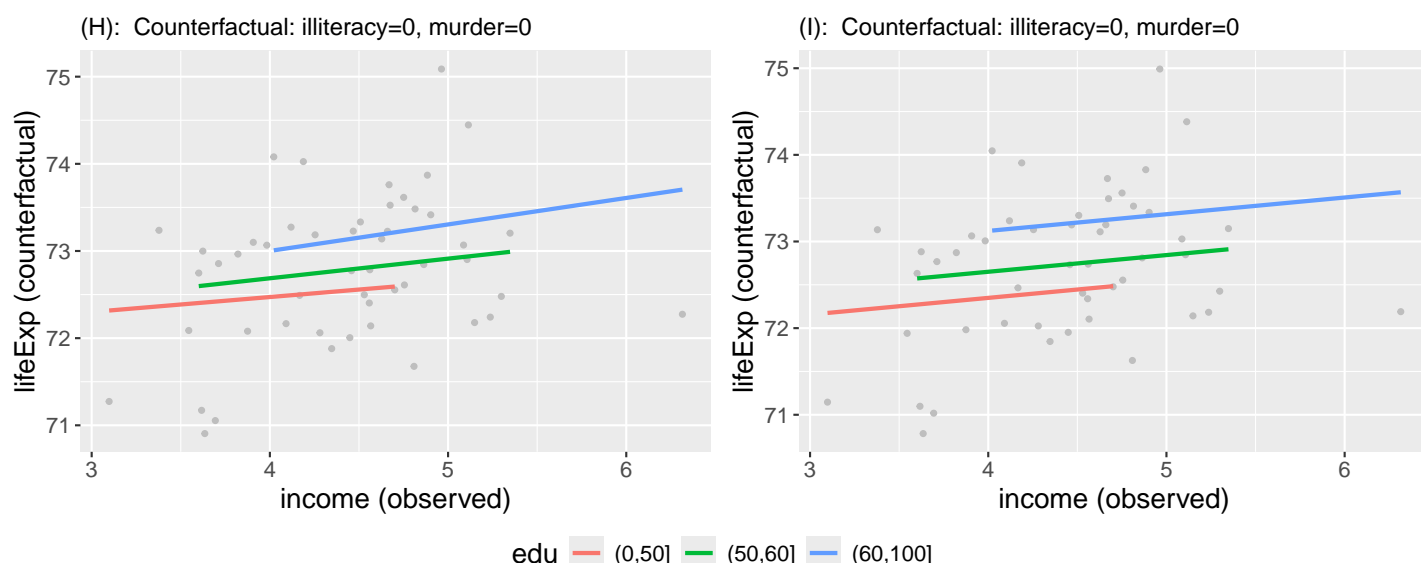 (H):  Counterfactual: illiteracy=0, murder=0
75
74
73
72
71
lifeExp (counterfactual)
3 4 5 6
income (observed)
(I):  Counterfactual: illiteracy=0, murder=0
75
74
73
72
71
lifeExp (counterfactual)
3 4 5 6
income (observed)
edu (0,50] (50,60] (60,100]